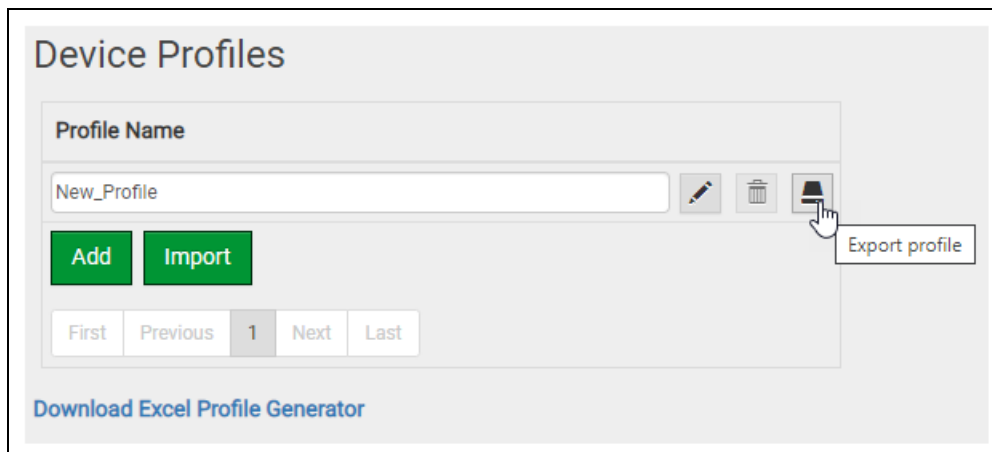 Device Profiles
Profile Name
New_Profile
Export profile
Add Import
First Previous 1 Next Last
Download Excel Profile Generator